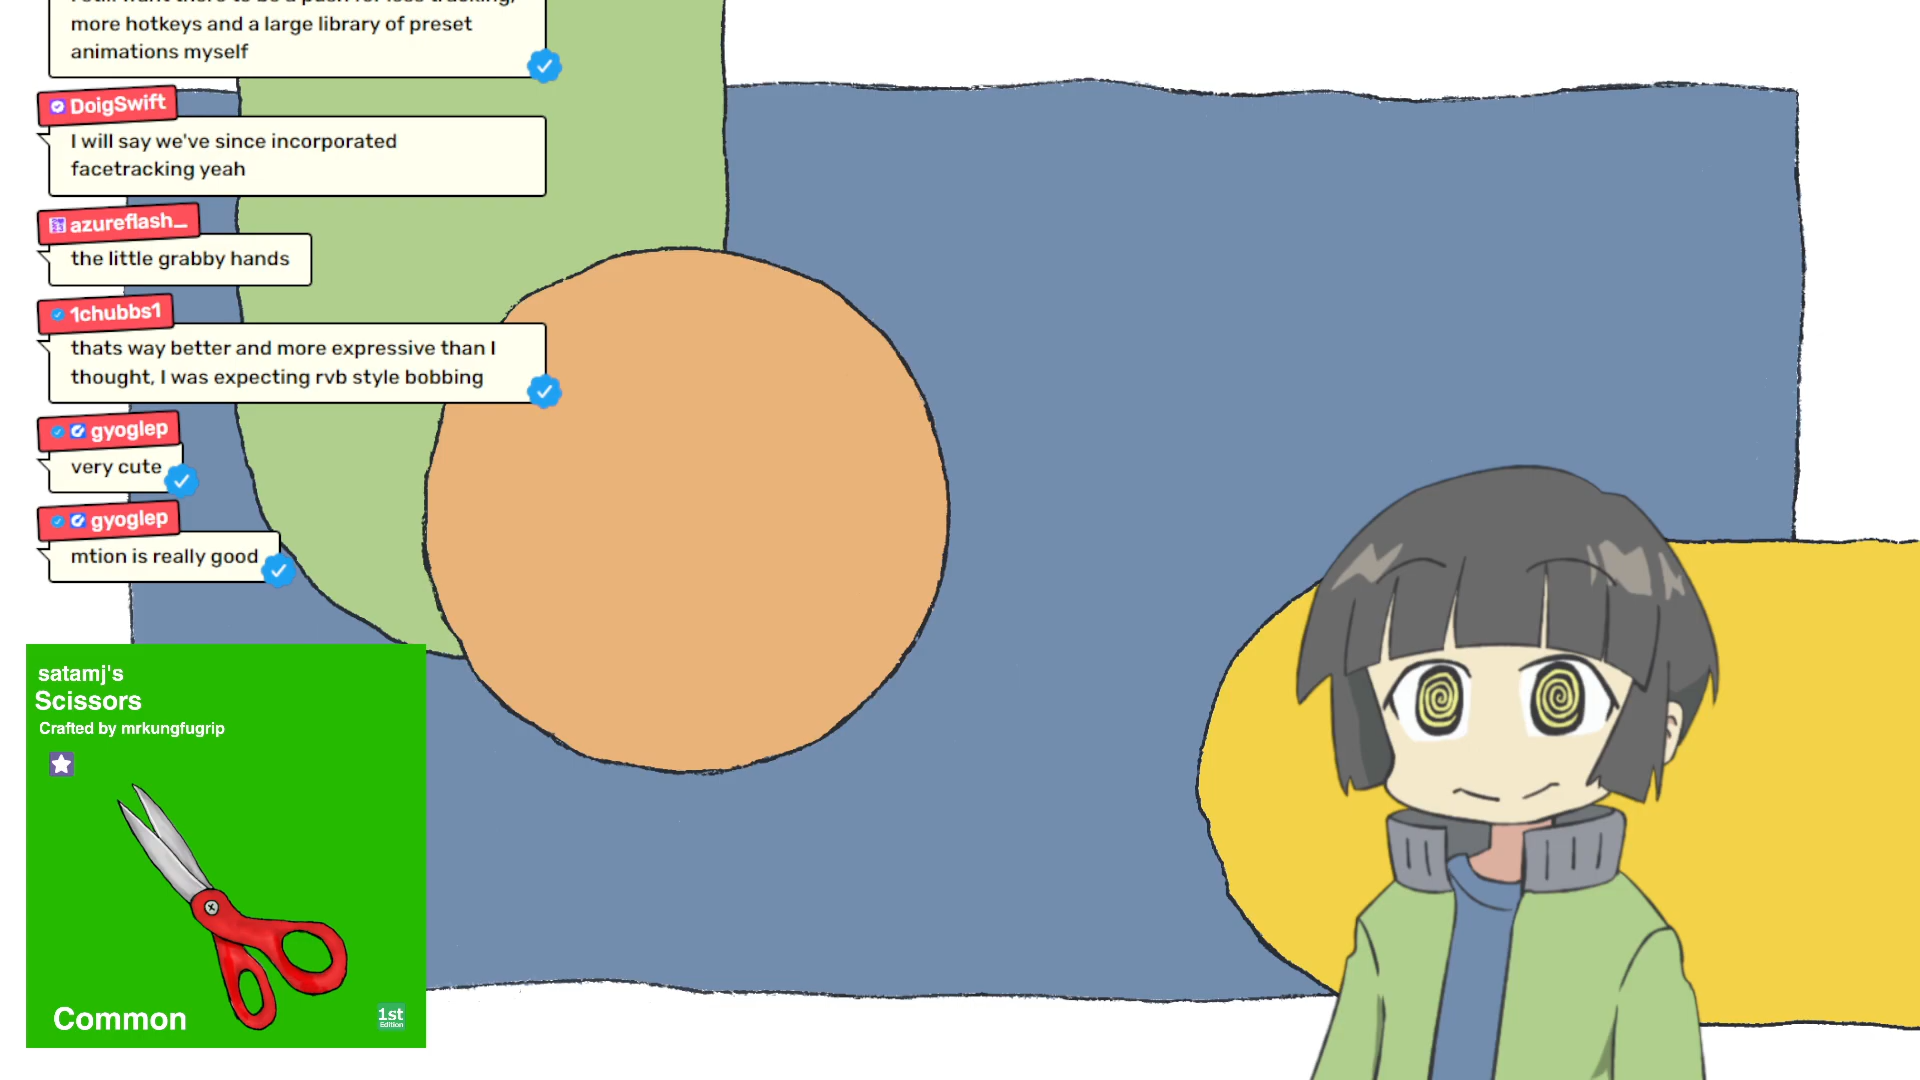 more hotkeys and a large library of preset
animations myself
DoigSwift
I will say we've since incorporated
facetracking yeah
azureflash_
the little grabby hands
1chubbs1
thats way better and more expressive than I
thought, I was expecting rvb style bobbing
gyoglep
very cute
gyoglep
mtion is really good
satamj's
Scissors
Crafted by mrkungfugrip
Common
1st
Edition